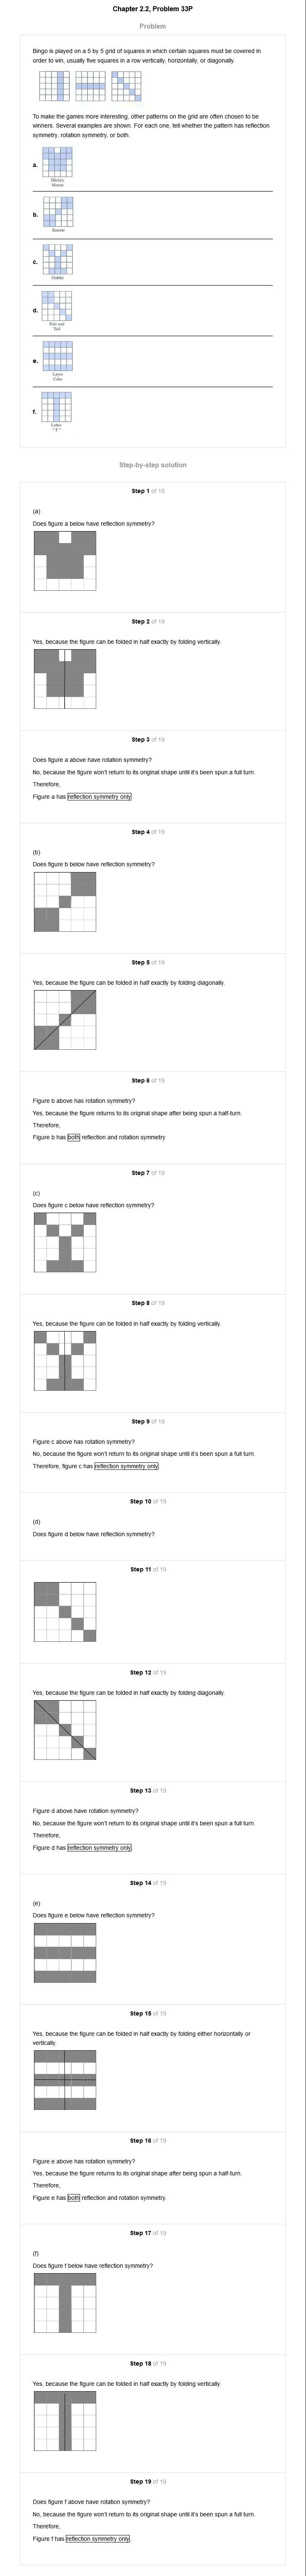 Chapter 2.2, Problem 33P
Problem
Bingo is played on a 5 by 5 grid of squares in which certain squares must be covered in
order to win, usually five squares in a row vertically, horizontally, or diagonally.
To make the games more interesting, other patterns on the grid are often chosen to be
winners. Several examples are shown. For each one, tell whether the pattern has reflection
symmetry, rotation symmetry, or both.
a.
Mickey
Mouse
b.
c.
Goblet
d.
Kite and
Tail
e.
Layer
Cake
f.
Letter
"T"
Step-by-step solution
Step 1 of 19
(a)
Does figure a below have reflection symmetry?
Step 2 of 19
Yes, because the figure can be folded in half exactly by folding vertically.
Step 3 of 19
Does figure a above have rotation symmetry?
No, because the figure won't return to its original shape until it's been spun a full turn.
Therefore,
Figure a has reflection symmetry only
Step 4 of 19
(b)
Does figure b below have reflection symmetry?
Step 5 of 19
Yes, because the figure can be folded in half exactly by folding diagonally.
Step 6 of 19
Figure b above has rotation symmetry?
Yes, because the figure returns to its original shape after being spun a half-turn.
Therefore,
Figure b has both reflection and rotation symmetry
Step 7 of 19
(c)
Does figure c below have reflection symmetry?
Step 8 of 19
Yes, because the figure can be folded in half exactly by folding vertically.
Step 9 of 19
Figure c above has rotation symmetry?
No, because the figure won't return to its original shape until it's been spun a full turn.
Therefore, figure c has reflection symmetry only.
Step 10 of 19
(d)
Does figure d below have reflection symmetry?
Step 11 of 19
Step 12 of 19
Yes, because the figure can be folded in half exactly by folding diagonally.
Step 13 of 19
Figure d above have rotation symmetry?
No, because the figure won't return to its original shape until it's been spun a full turn.
Therefore,
Figure d has reflection symmetry only.
Step 14 of 19
(e)
Does figure e below have reflection symmetry?
Step 15 of 19
Yes, because the figure can be folded in half exactly by folding either horizontally or
vertically.
Step 16 of 19
Figure e above has rotation symmetry?
Yes, because the figure returns to its original shape after being spun a half-turn.
Therefore,
Figure e has both reflection and rotation symmetry.
Step 17 of 19
(f)
Does figure f below have reflection symmetry?
Step 18 of 19
Yes, because the figure can be folded in half exactly by folding vertically.
Step 19 of 19
Does figure f above have rotation symmetry?
No, because the figure won't return to its original shape until it's been spun a full turn.
Therefore,
Figure f has reflection symmetry only.